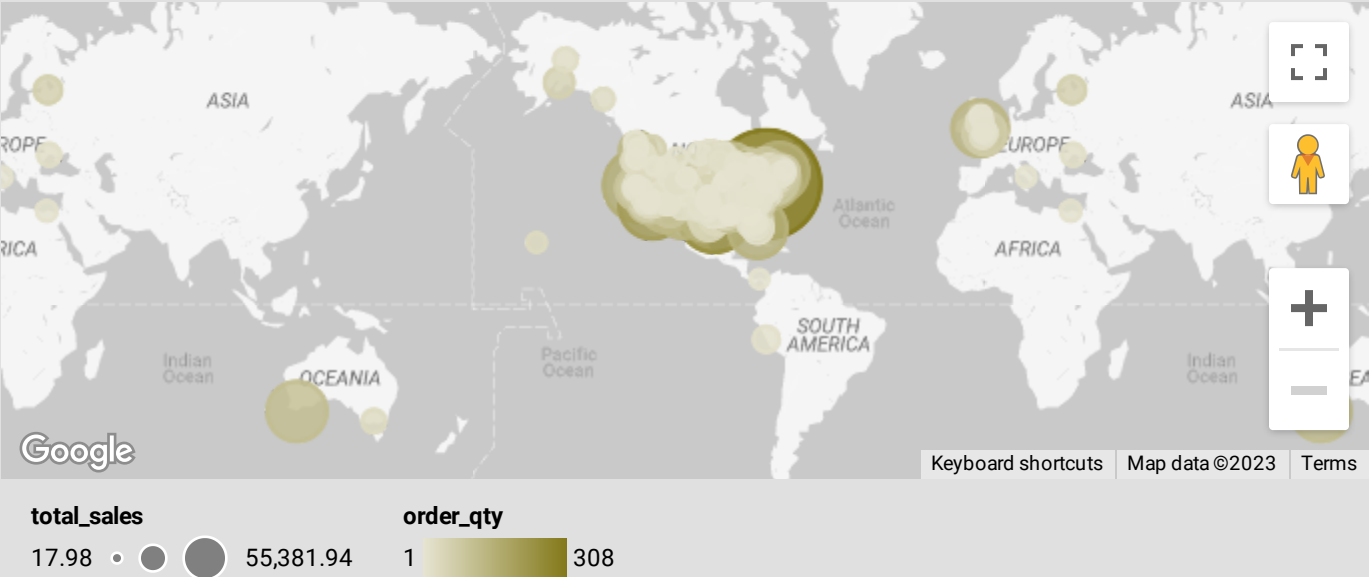 ASIA
ASIA
ROPE
EUROPE
Atlantic
Ocean
RICA
AFRICA
SOUTH
AMERICA
Indian
Ocean
Pacific
Ocean
Indian
Ocean
OCEANIA
EA
Google
Keyboard shortcuts
Map data ©2023
Terms
total_sales
order_qty
17.98
55,381.94
1
308